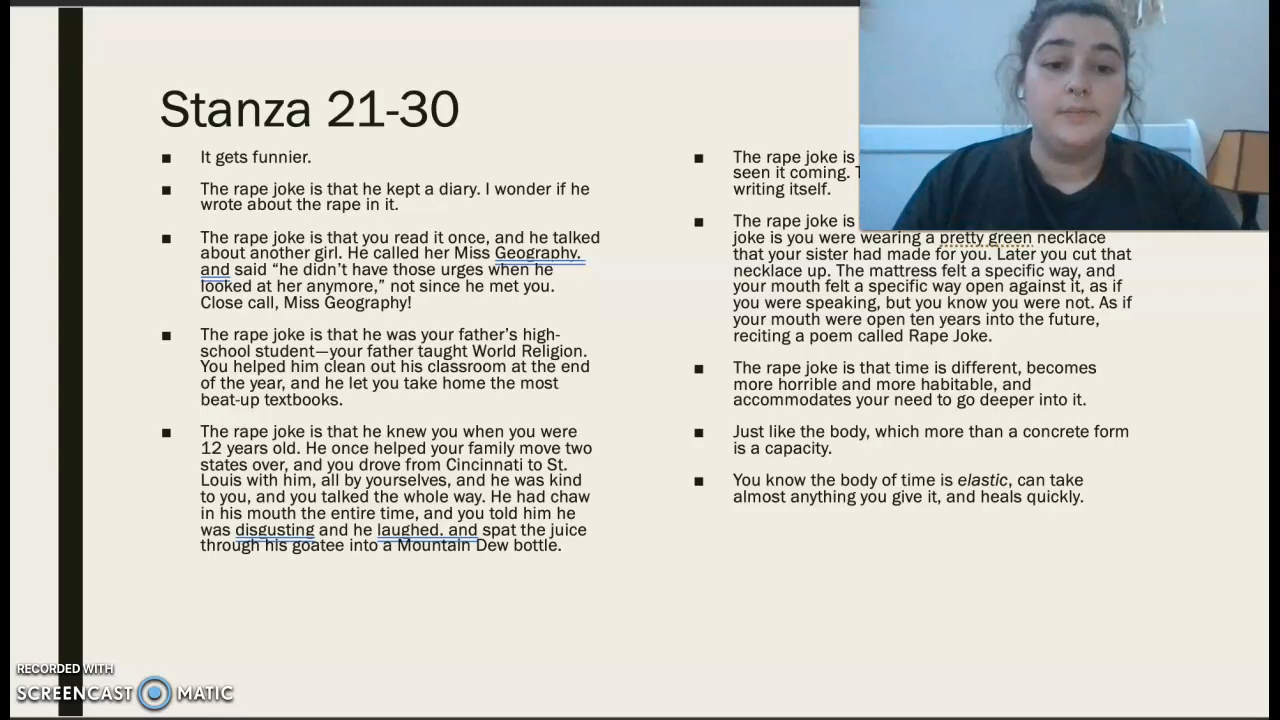 Stanza 21-30
▪ It gets funnier.
▪ The rape joke is that he kept a diary. I wonder if he
wrote about the rape in it.
▪ The rape joke is that you read it once, and he talked
about another girl. He called her Miss Geography.
and said “he didn’t have those urges when he
looked at her anymore,” not since he met you.
Close call, Miss Geography!
▪ The rape joke is that he was your father’s high-
school student—your father taught World Religion.
You helped him clean out his classroom at the end
of the year, and he let you take home the most
beat-up textbooks.
▪ The rape joke is that he knew you when you were
12 years old. He once helped your family move two
states over, and you drove from Cincinnati to St.
Louis with him, all by yourselves, and he was kind
to you, and you talked the whole way. He had chaw
in his mouth the entire time, and you told him he
was disgusting and he laughed. and spat the juice
through his goatee into a Mountain Dew bottle.
▪ The rape joke is
seen it coming.
writing itself.
▪ The rape joke is
joke is you were wearing a pretty green necklace
that your sister had made for you. Later you cut that
necklace up. The mattress felt a specific way, and
your mouth felt a specific way open against it, as if
you were speaking, but you know you were not. As if
your mouth were open ten years into the future,
reciting a poem called Rape Joke.
▪ The rape joke is that time is different, becomes
more horrible and more habitable, and
accommodates your need to go deeper into it.
▪ Just like the body, which more than a concrete form
is a capacity.
▪ You know the body of time is elastic, can take
almost anything you give it, and heals quickly.
RECORDED WITH
SCREENCAST MATIC